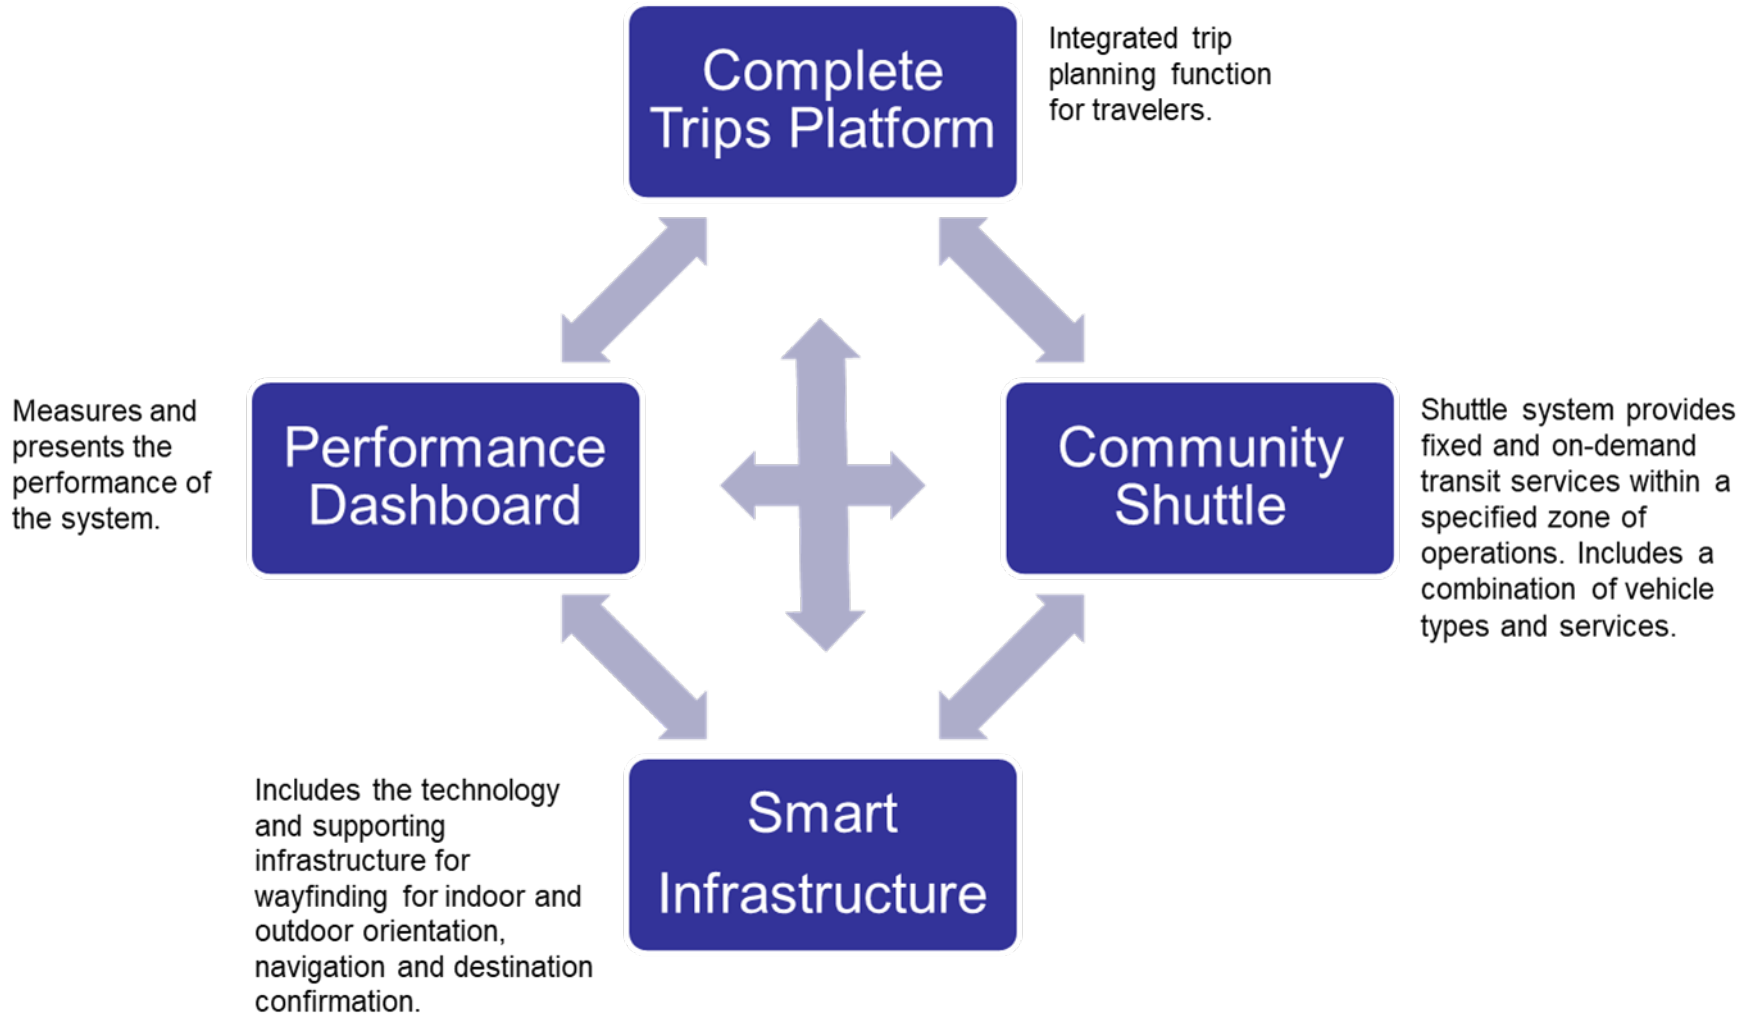 Complete
Trips Platform
Integrated trip
planning function
for travelers.
Measures and
presents the
performance of
the system.
Performance
Dashboard
Community
Shuttle
Shuttle system provides
fixed and on-demand
transit services within a
specified zone of
operations. Includes a
combination of vehicle
types and services.
Includes the technology
and supporting
infrastructure for
wayfinding for indoor and
outdoor orientation,
navigation and destination
confirmation.
Smart
Infrastructure